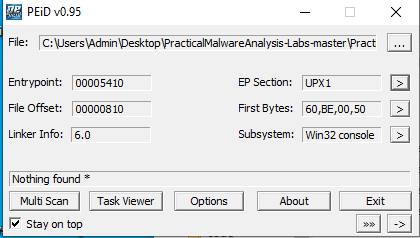 PEiD v0.95
File: C:\Users\Admin\Desktop\PracticalMalwareAnalysis-Labs-master\Pract ...
Entrypoint: 00005410 EP Section: UPX1 >
File Offset: 00000810 First Bytes: 60,BE,00,50 >
Linker Info: 6.0 Subsystem: Win32 console >
Nothing found *
Multi Scan Task Viewer Options About Exit
Stay on top »» ->